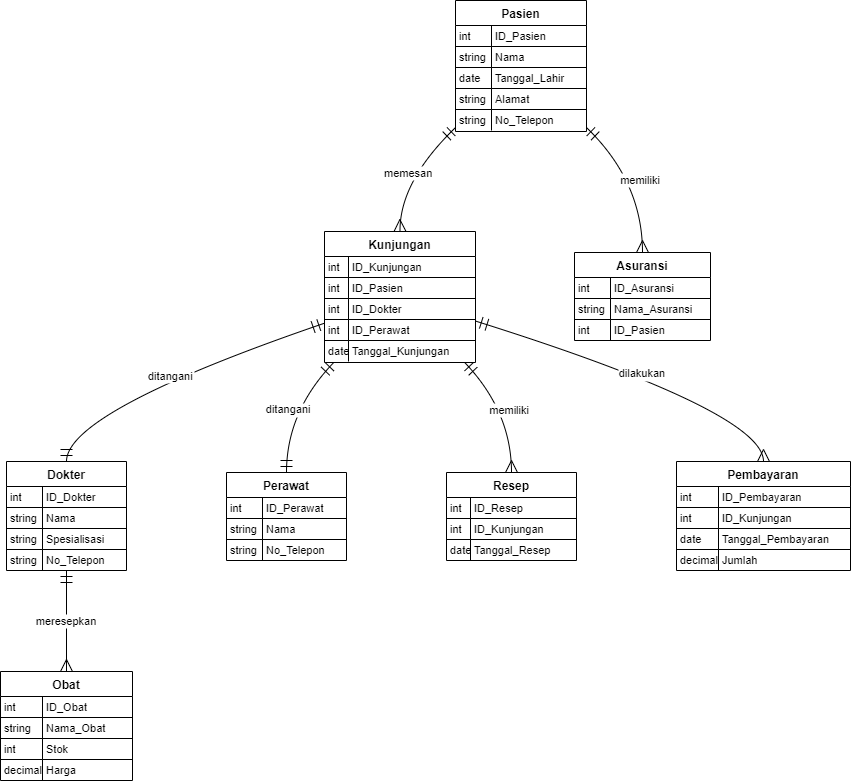 Pasien
int ID_Pasien
string Nama
date Tanggal_Lahir
string Alamat
string No_Telepon
memesan
memiliki
Kunjungan
int ID_Kunjungan
int ID_Pasien
int ID_Dokter
int ID_Perawat
date Tanggal_Kunjungan
Asuransi
int ID_Asuransi
string Nama_Asuransi
int ID_Pasien
ditangani
ditangani
memiliki
dilakukan
Dokter
int ID_Dokter
string Nama
string Spesialisasi
string No_Telepon
Perawat
int ID_Perawat
string Nama
string No_Telepon
Resep
int ID_Resep
int ID_Kunjungan
date Tanggal_Resep
Pembayaran
int ID_Pembayaran
int ID_Kunjungan
date Tanggal_Pembayaran
decimal Jumlah
meresepkan
Obat
int ID_Obat
string Nama_Obat
int Stok
decimal Harga